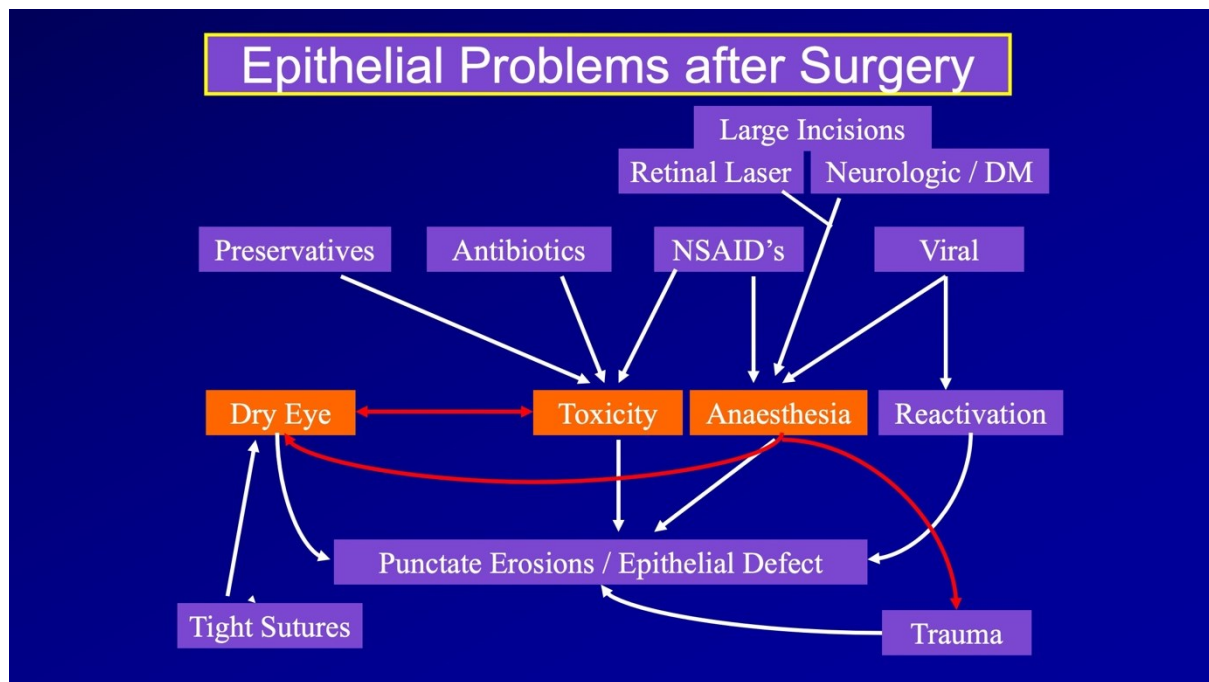 Epithelial Problems after Surgery
Large Incisions
Retinal Laser
Neurologic / DM
Preservatives
Antibiotics
NSAID's
Viral
Dry Eye
Toxicity
Anaesthesia
Reactivation
Punctate Erosions / Epithelial Defect
Tight Sutures
Trauma